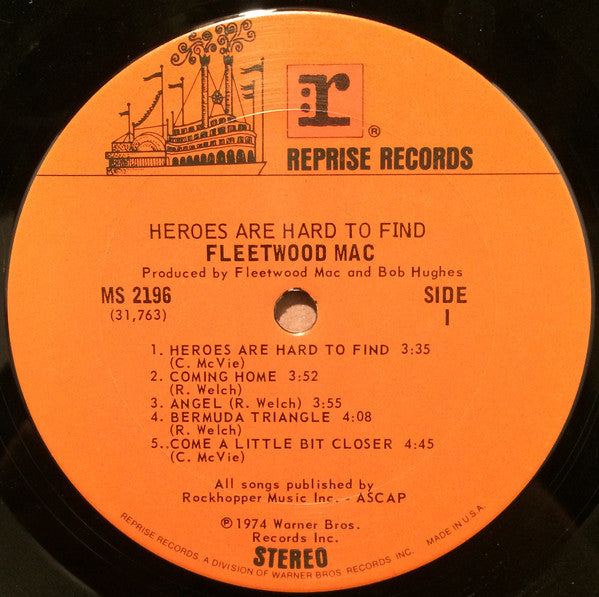 r®
REPRISE RECORDS
HEROES ARE HARD TO FIND
FLEETWOOD MAC
Produced by Fleetwood Mac and Bob Hughes
MS 2196 SIDE
(31,763) 1
1. HEROES ARE HARD TO FIND 3:35
(C. McVie)
2. COMING HOME 3:52
(R. Welch)
3. ANGEL (R. Welch) 3:55
4. BERMUDA TRIANGLE 4:08
(R. Welch)
5. COME A LITTLE BIT CLOSER 4:45
(C. McVie)
All songs published by
Rockhopper Music Inc. - ASCAP
℗1974 Warner Bros.
Records Inc.
STEREO
REPRISE RECORDS, A DIVISION OF WARNER BROS. RECORDS INC. MADE IN U.S.A.